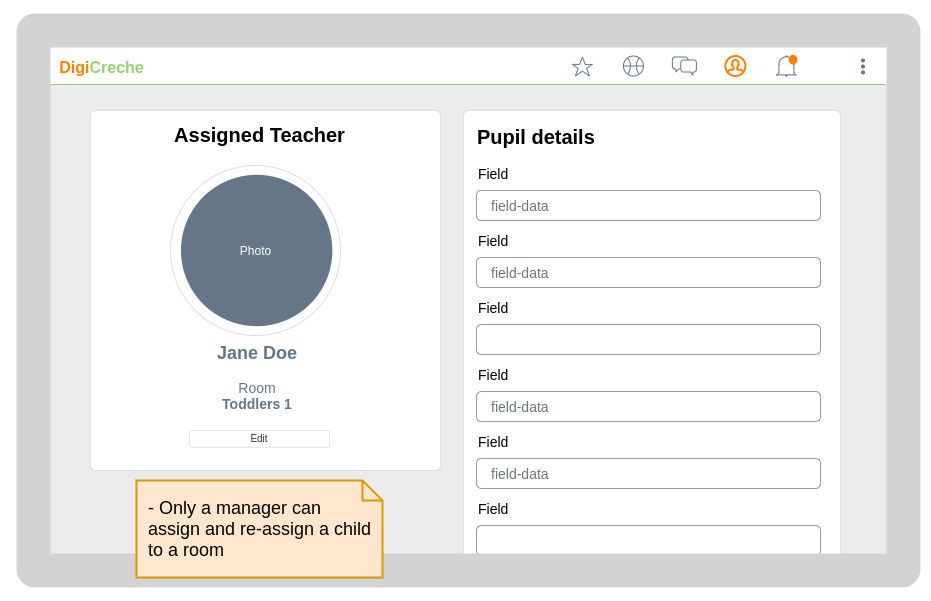 DigiCreche
Assigned Teacher
Photo
Jane Doe
Room
Toddlers 1
Edit
- Only a manager can
assign and re-assign a child
to a room
Pupil details
Field
field-data
Field
field-data
Field
Field
field-data
Field
field-data
Field